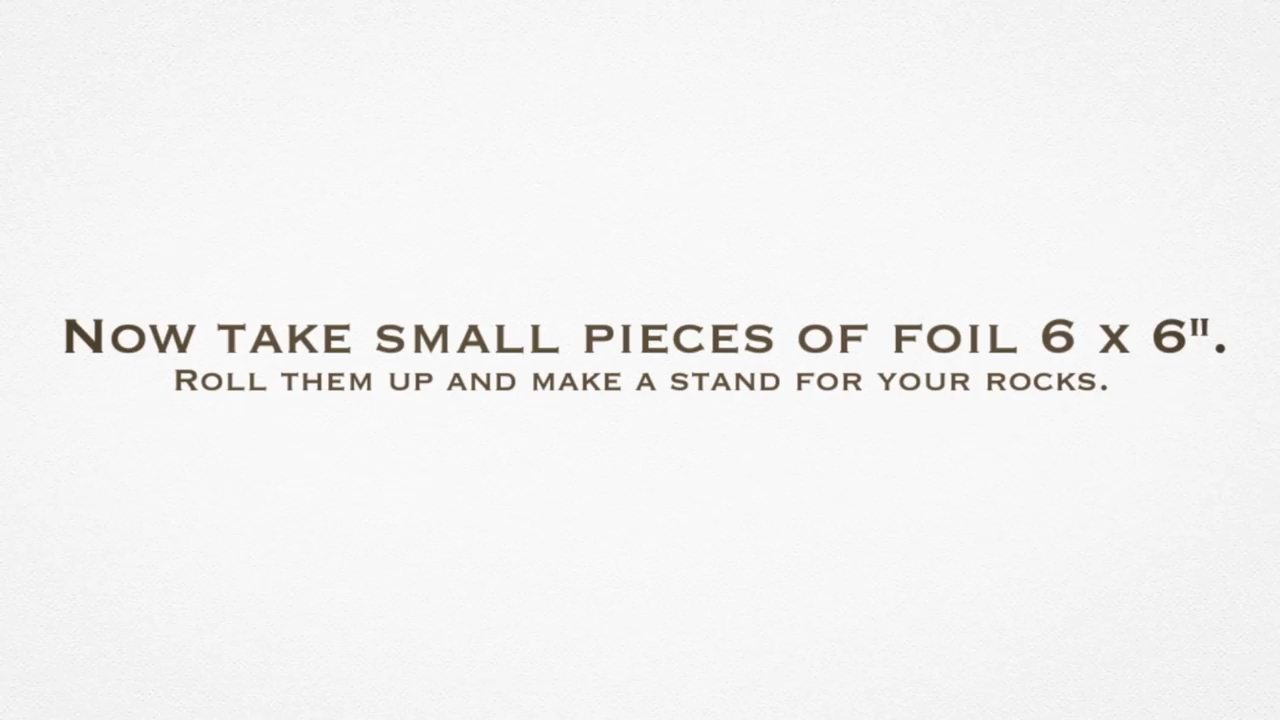 Now take small pieces of foil 6 x 6".
Roll them up and make a stand for your rocks.